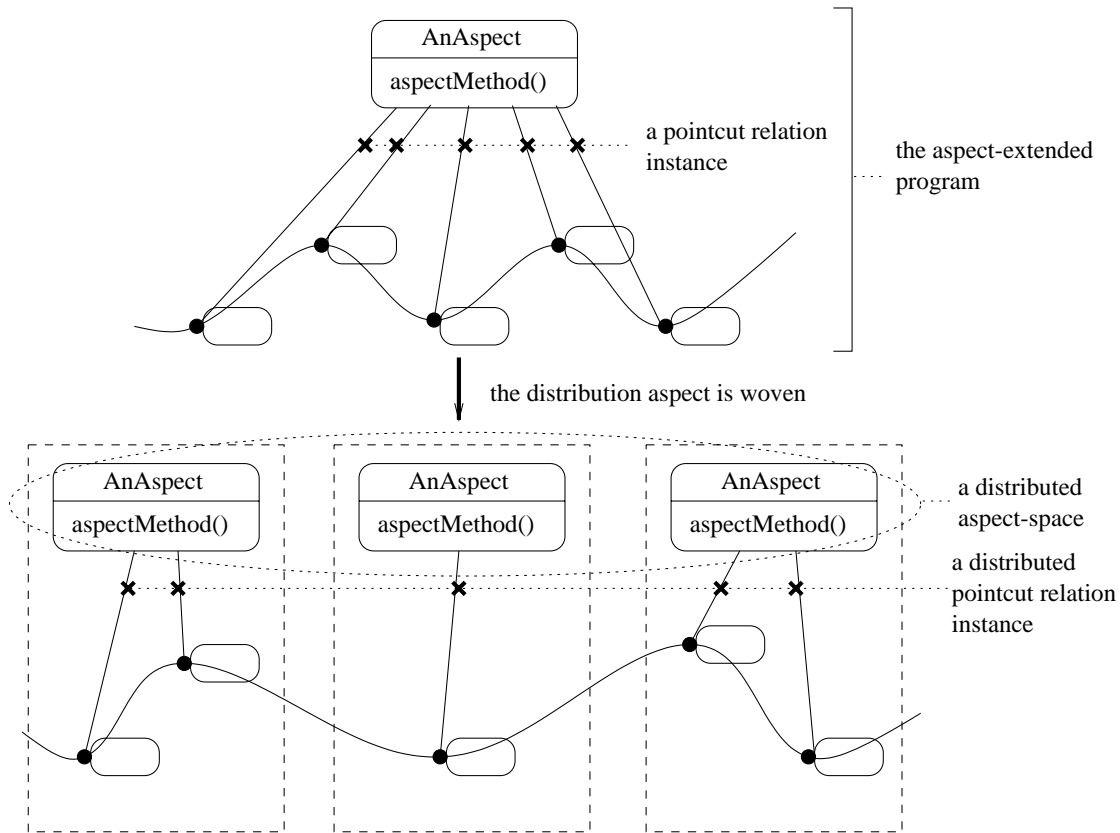 AnAspect
aspectMethod()
a pointcut relation
instance
the aspect-extended
program
the distribution aspect is woven
AnAspect
aspectMethod()
AnAspect
aspectMethod()
AnAspect
aspectMethod()
a distributed
aspect-space
a distributed
pointcut relation
instance